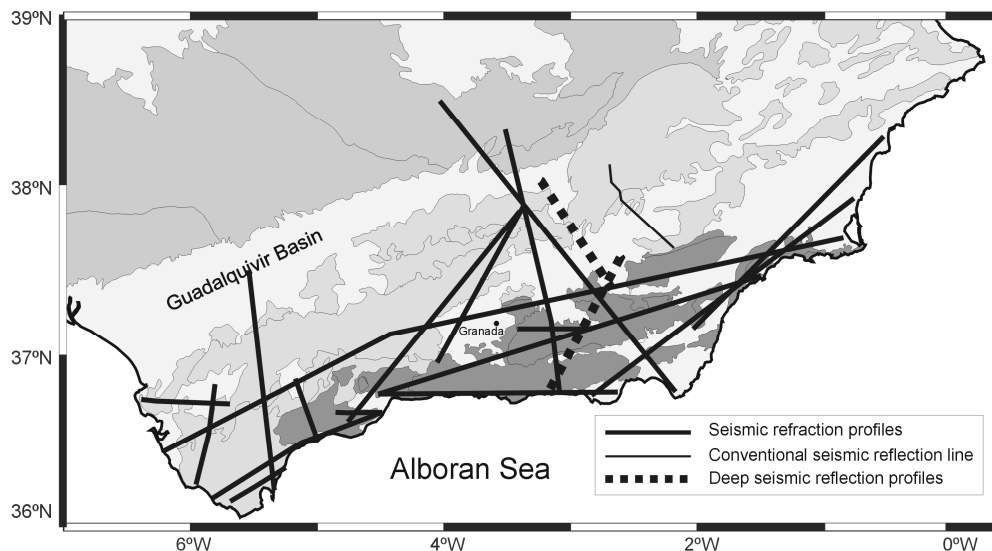 39ºN
38ºN
Guadalquivir Basin
Granada
37ºN
Seismic refraction profiles
Conventional seismic reflection line
Alboran Sea
Deep seismic reflection profiles
36ºN
6ºW
4ºW
2ºW
0ºW